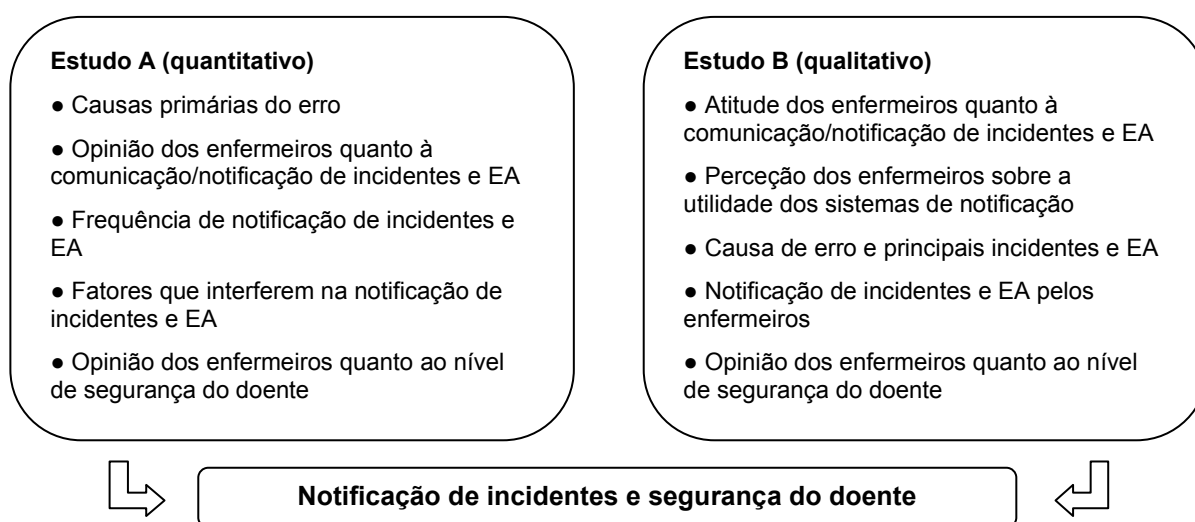 Estudo A (quantitativo)
● Causas primárias do erro
● Opinião dos enfermeiros quanto à
comunicação/notificação de incidentes e EA
● Frequência de notificação de incidentes e
EA
● Fatores que interferem na notificação de
incidentes e EA
● Opinião dos enfermeiros quanto ao nível
de segurança do doente
Estudo B (qualitativo)
● Atitude dos enfermeiros quanto à
comunicação/notificação de incidentes e EA
● Perceção dos enfermeiros sobre a
utilidade dos sistemas de notificação
● Causa de erro e principais incidentes e EA
● Notificação de incidentes e EA pelos
enfermeiros
● Opinião dos enfermeiros quanto ao nível
de segurança do doente
Notificação de incidentes e segurança do doente